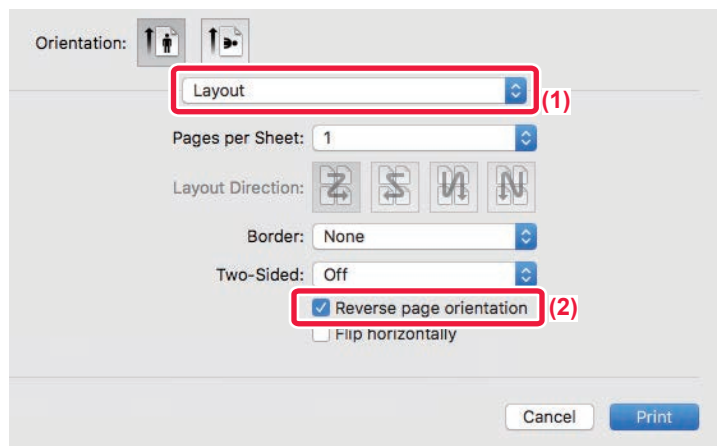 Orientation:
Layout
(1)
Pages per Sheet: 1
Layout Direction:
Border: None
Two-Sided: Off
Reverse page orientation (2)
Flip horizontally
Cancel Print